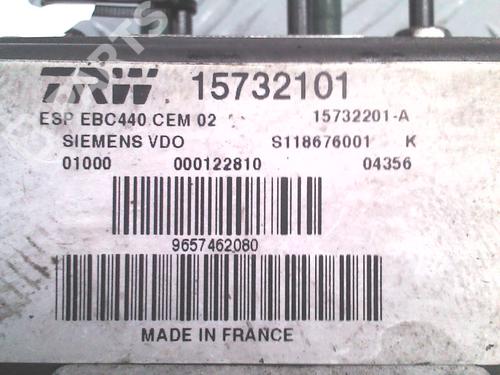 TRW 15732101
ESP EBC440 CEM 02 15732201-A
SIEMENS VDO S118676001 K
01000 000122810 04356
9657462080
MADE IN FRANCE